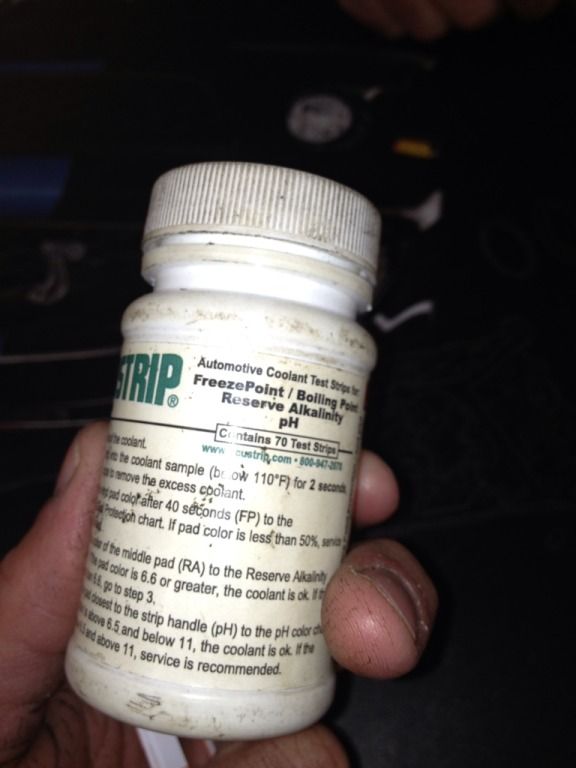 STRIP®
Automotive Coolant Test Strips for:
FreezePoint / Boiling Point
Reserve Alkalinity
pH
Contains 70 Test Strips
the coolant.
into the coolant sample (below 110°F) for 2 seconds,
to remove the excess coolant.
pad color after 40 seconds (FP) to the
Protection chart. If pad color is less than 50%, service
of the middle pad (RA) to the Reserve Alkalinity
pad color is 6.6 or greater, the coolant is ok. If
go to step 3.
closest to the strip handle (pH) to the pH color
above 6.5 and below 11, the coolant is ok. If the
and above 11, service is recommended.